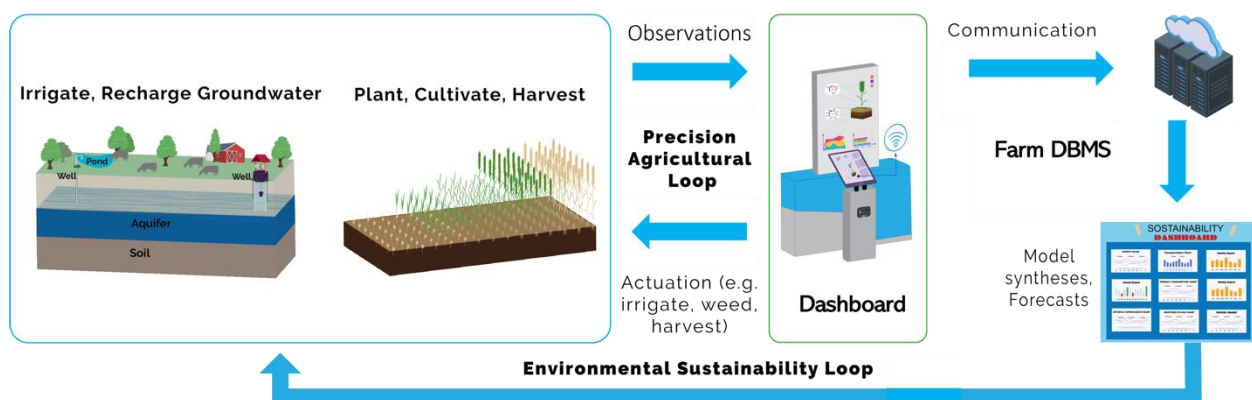 Irrigate, Recharge Groundwater
Pond
Well
Well
Aquifer
Soil
Plant, Cultivate, Harvest
Observations
Precision
Agricultural
Loop
Actuation (e.g.
irrigate, weed,
harvest)
Dashboard
Communication
Farm DBMS
Model
syntheses,
Forecasts
SOSTAINABILITY
DASHBOARD
Environmental Sustainability Loop